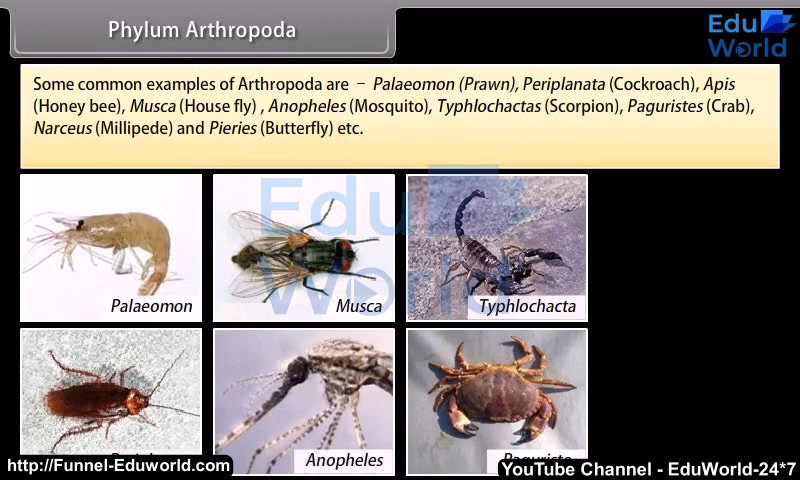 Phylum Arthropoda
Edu
World
Some common examples of Arthropoda are – Palaeomon (Prawn), Periplanata (Cockroach), Apis
(Honey bee), Musca (House fly) , Anopheles (Mosquito), Typhlochactas (Scorpion), Paguristes (Crab),
Narceus (Millipede) and Pieries (Butterfly) etc.
Edu
World
Palaeomon
Musca
Typhlochacta
Anopheles
http://Funnel-Eduworld.com
YouTube Channel - EduWorld-24*7